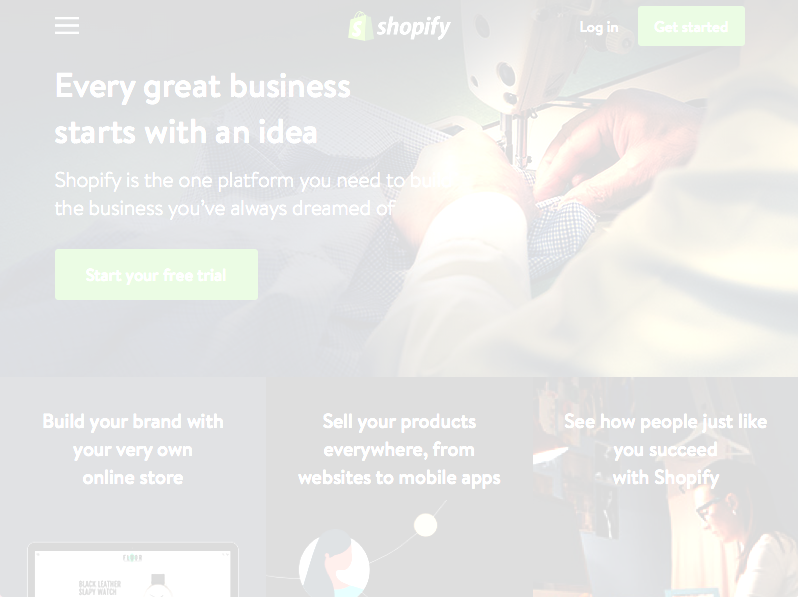 shopify
Log in
Get started
Every great business
starts with an idea
Shopify is the one platform you need to build
the business you've always dreamed of
Start your free trial
Build your brand with
your very own
online store
Sell your products
everywhere, from
websites to mobile apps
See how people just like
you succeed
with Shopify
BLACK LEATHER
SLAPY WATCH